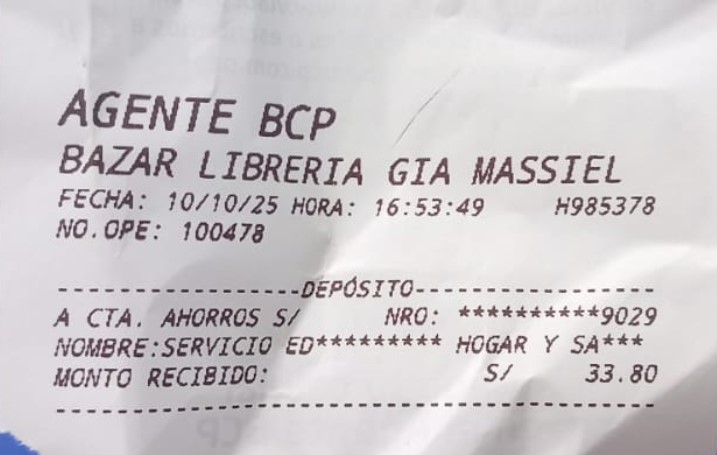 AGENTE BCP
BAZAR LIBRERIA GIA MASSIEL
FECHA: 10/10/25 HORA: 16:53:49 H985378
NO.OPE: 100478
-----------------DEPÓSITO-----------------
A CTA. AHORROS S/ NRO: **********9029
NOMBRE:SERVICIO ED********* HOGAR Y SA***
MONTO RECIBIDO: S/ 33.80
------------------------------------------